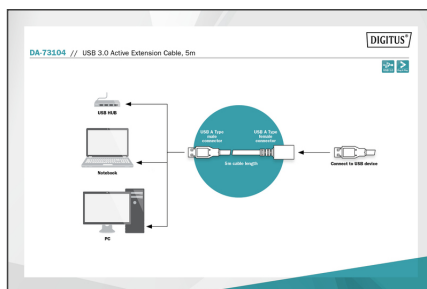 DIGITUS®
DA-73104 // USB 3.0 Active Extension Cable, 5m
USB HUB
USB A Type
male
connector
USB A Type
female
connector
5m cable length
Notebook
Connect to USB device
PC